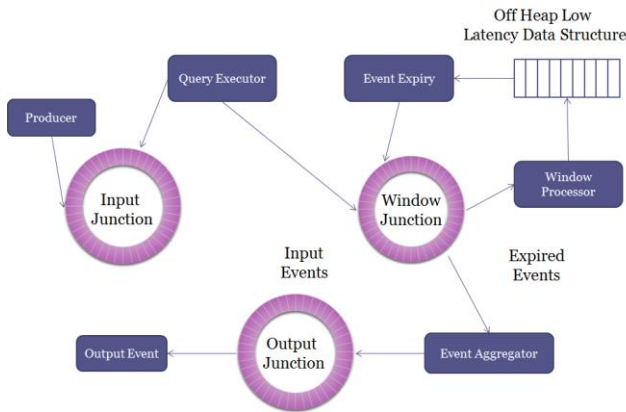 Off Heap Low
Latency Data Structure
Query Executor
Event Expiry
Producer
Input
Junction
Window
Junction
Window
Processor
Input
Events
Expired
Events
Output Event
Output
Junction
Event Aggregator